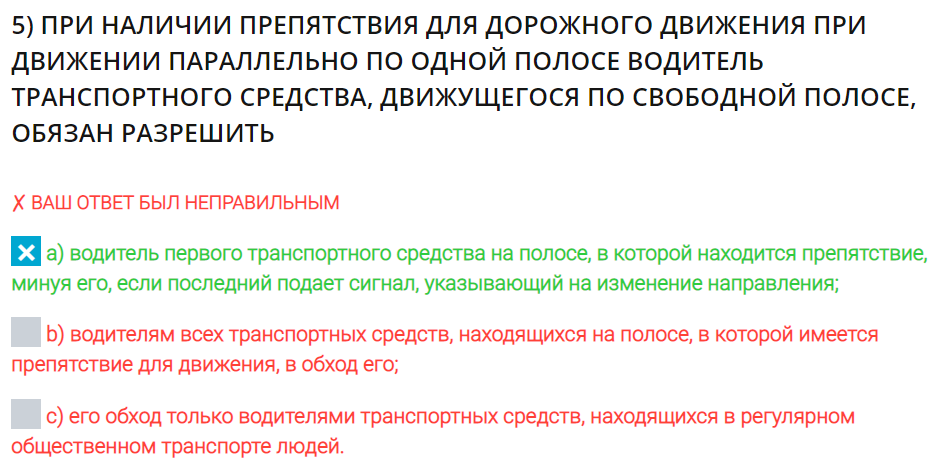 5) ПРИ НАЛИЧИИ ПРЕПЯТСТВИЯ ДЛЯ ДОРОЖНОГО ДВИЖЕНИЯ ПРИ
ДВИЖЕНИИ ПАРАЛЛЕЛЬНО ПО ОДНОЙ ПОЛОСЕ ВОДИТЕЛЬ
ТРАНСПОРТНОГО СРЕДСТВА, ДВИЖУЩЕГОСЯ ПО СВОБОДНОЙ ПОЛОСЕ,
ОБЯЗАН РАЗРЕШИТЬ
✗ ВАШ ОТВЕТ БЫЛ НЕПРАВИЛЬНЫМ
a) водитель первого транспортного средства на полосе, в которой находится препятствие,
минуя его, если последний подает сигнал, указывающий на изменение направления;
b) водителям всех транспортных средств, находящихся на полосе, в которой имеется
препятствие для движения, в обход его;
c) его обход только водителями транспортных средств, находящихся в регулярном
общественном транспорте людей.